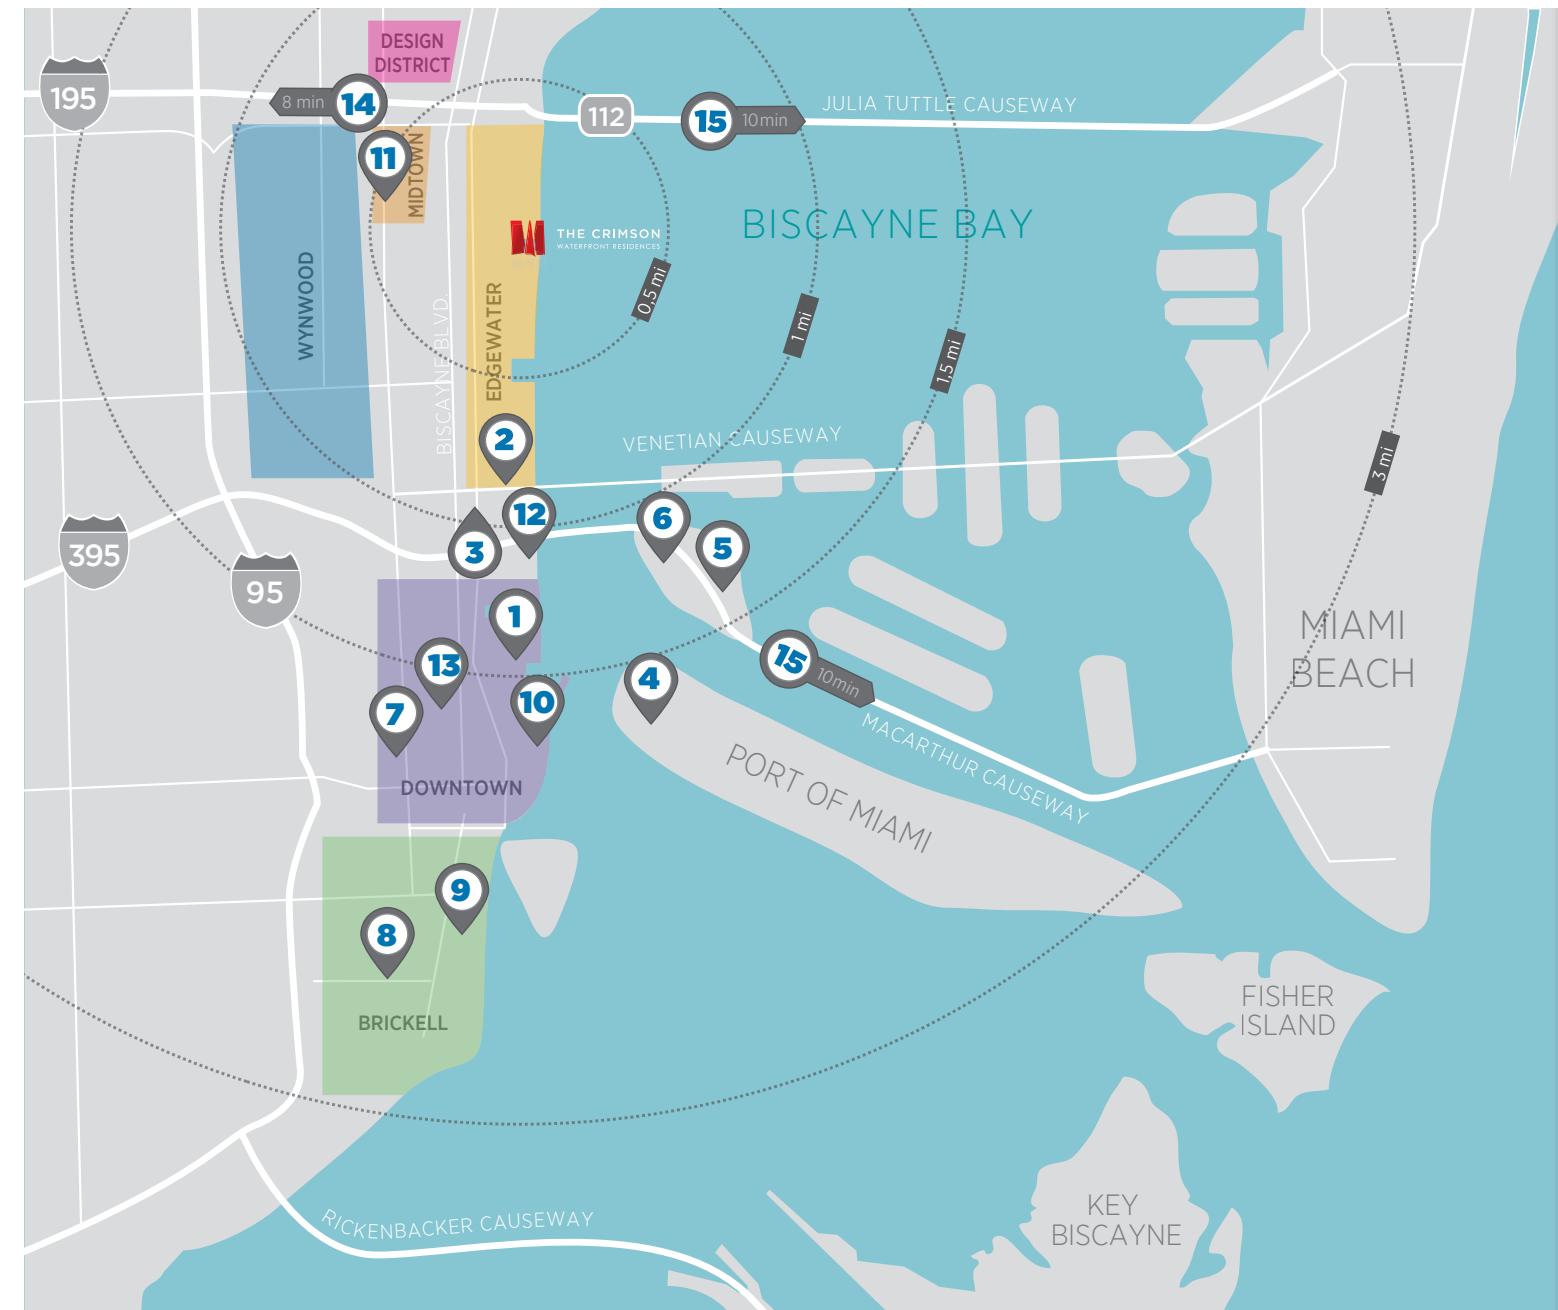 DESIGN
DISTRICT
195
8 min
14
112
15
10min
JULIA TUTTLE CAUSEWAY
11
MIDTOWN
BISCAYNE BAY
THE CRIMSON
WATERFRONT RESIDENCES
WYNWOOD
BISCAYNE BLVD.
EDGEWATER
0,5 mi
1 mi
1,5 mi
3 mi
2
VENETIAN CAUSEWAY
12
6
3
5
395
95
1
13
4
15
10min
7
10
MIAMI
BEACH
MACARTHUR CAUSEWAY
PORT OF MIAMI
DOWNTOWN
9
8
BRICKELL
FISHER
ISLAND
KEY
BISCAYNE
RICKENBACKER CAUSEWAY